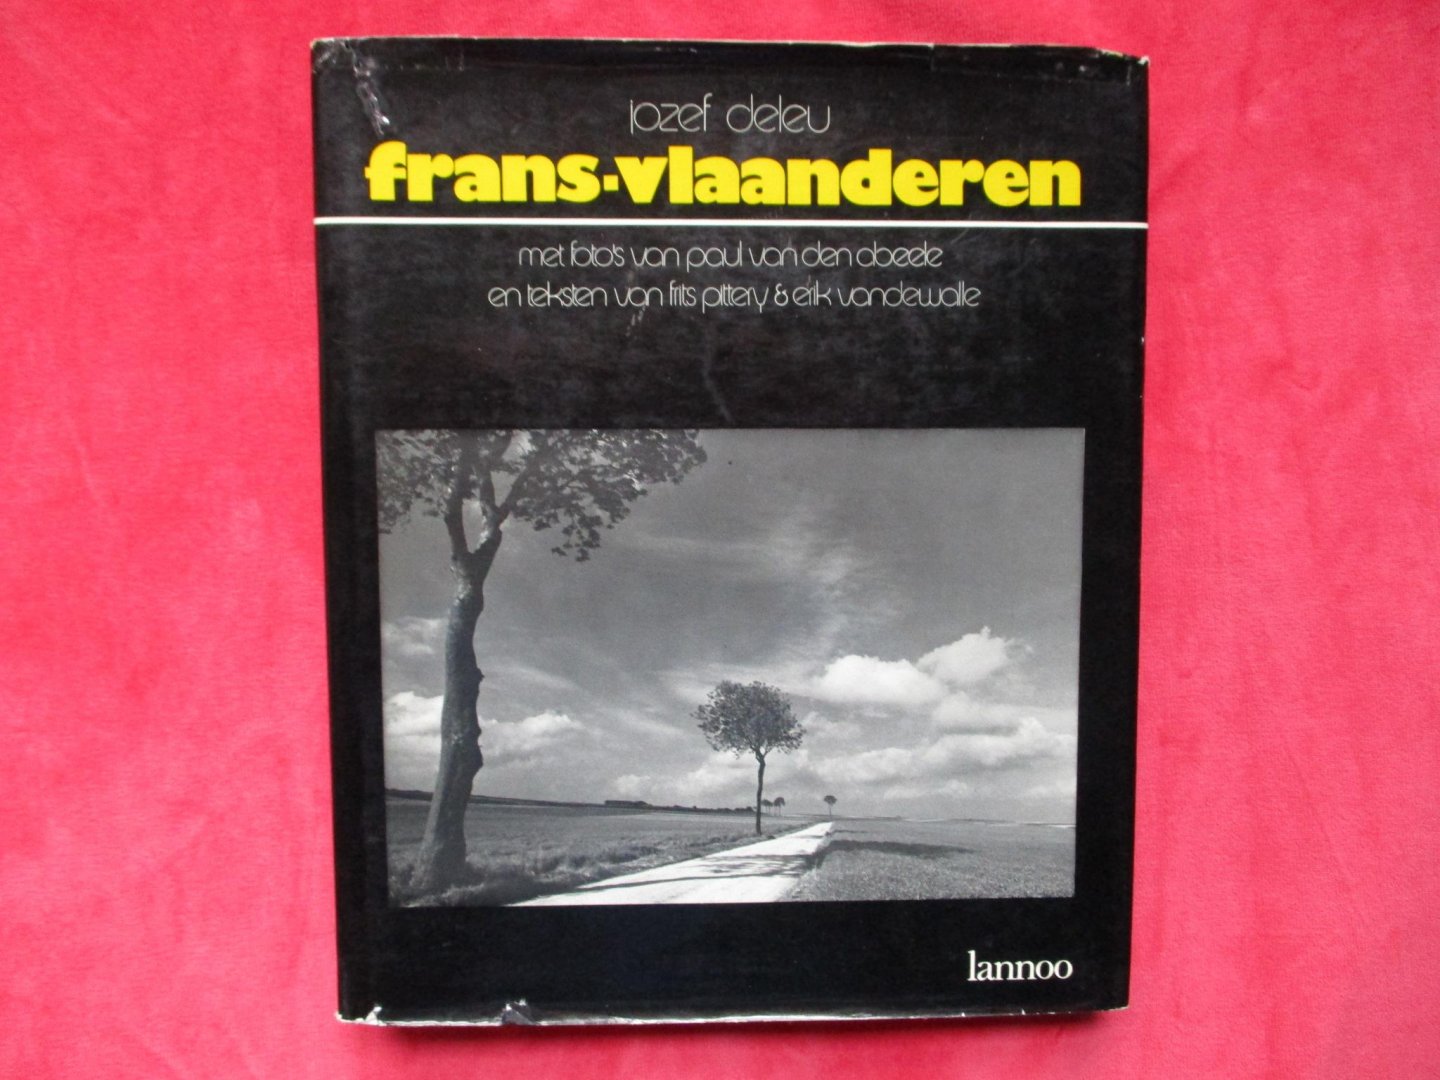 jozef deleu
frans-vlaanderen
met foto's van paul van den abeele
en teksten van frits pittery & erik vandewalle
lannoo